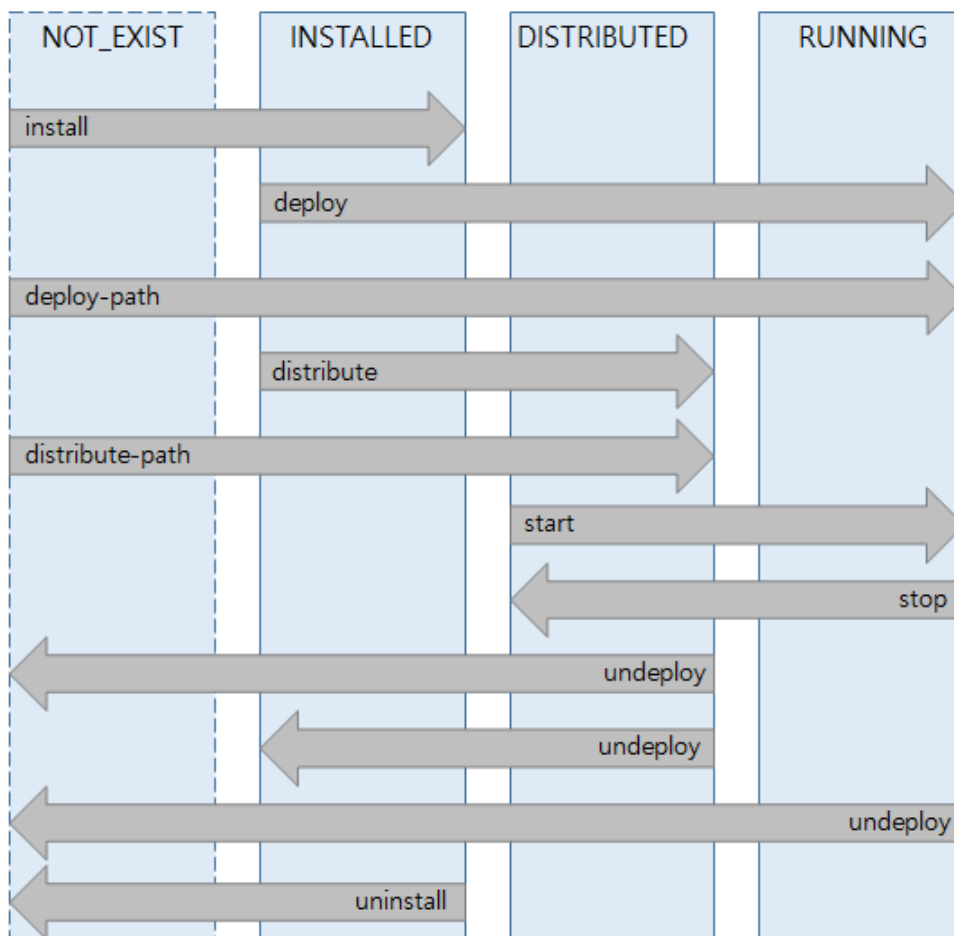 NOT_EXIST
INSTALLED
DISTRIBUTED
RUNNING
install
deploy
deploy-path
distribute
distribute-path
start
stop
undeploy
undeploy
undeploy
uninstall